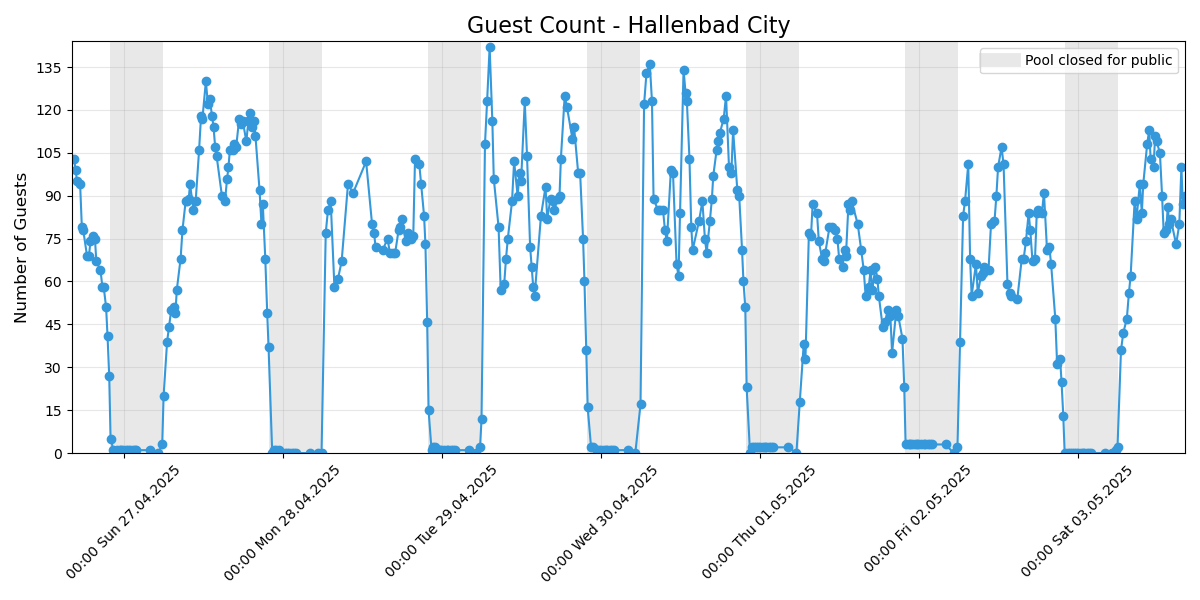 Guest Count - Hallenbad City
Pool closed for public
Number of Guests
135
120
105
90
75
60
45
30
15
0
00:00 Sun 27.04.2025
00:00 Mon 28.04.2025
00:00 Tue 29.04.2025
00:00 Wed 30.04.2025
00:00 Thu 01.05.2025
00:00 Fri 02.05.2025
00:00 Sat 03.05.2025